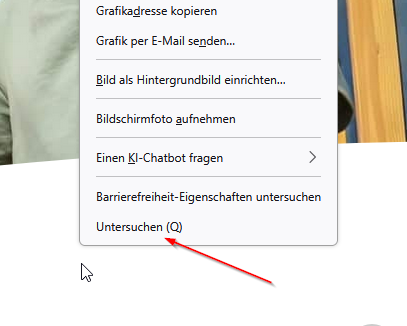 Grafikadresse kopieren
Grafik per E-Mail senden...
Bild als Hintergrundbild einrichten...
Bildschirmfoto aufnehmen
Einen KI-Chatbot fragen
Barrierefreiheit-Eigenschaften untersuchen
Untersuchen (Q)